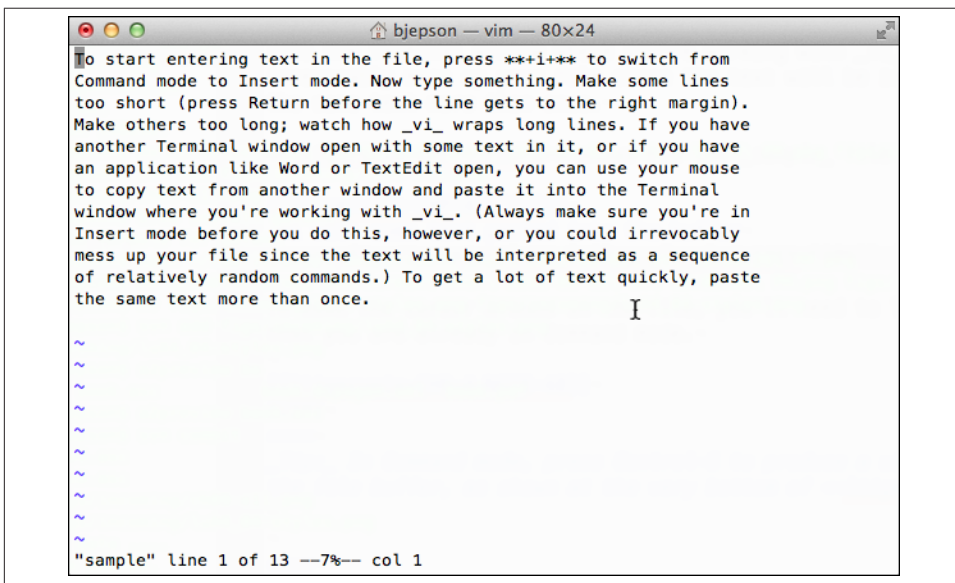 bjepson — vim — 80×24
To start entering text in the file, press **+i+** to switch from
Command mode to Insert mode. Now type something. Make some lines
too short (press Return before the line gets to the right margin).
Make others too long; watch how _vi_ wraps long lines. If you have
another Terminal window open with some text in it, or if you have
an application like Word or TextEdit open, you can use your mouse
to copy text from another window and paste it into the Terminal
window where you're working with _vi_. (Always make sure you're in
Insert mode before you do this, however, or you could irrevocably
mess up your file since the text will be interpreted as a sequence
of relatively random commands.) To get a lot of text quickly, paste
the same text more than once.
~
~
~
~
~
~
~
~
~
~
"sample" line 1 of 13 --7%-- col 1